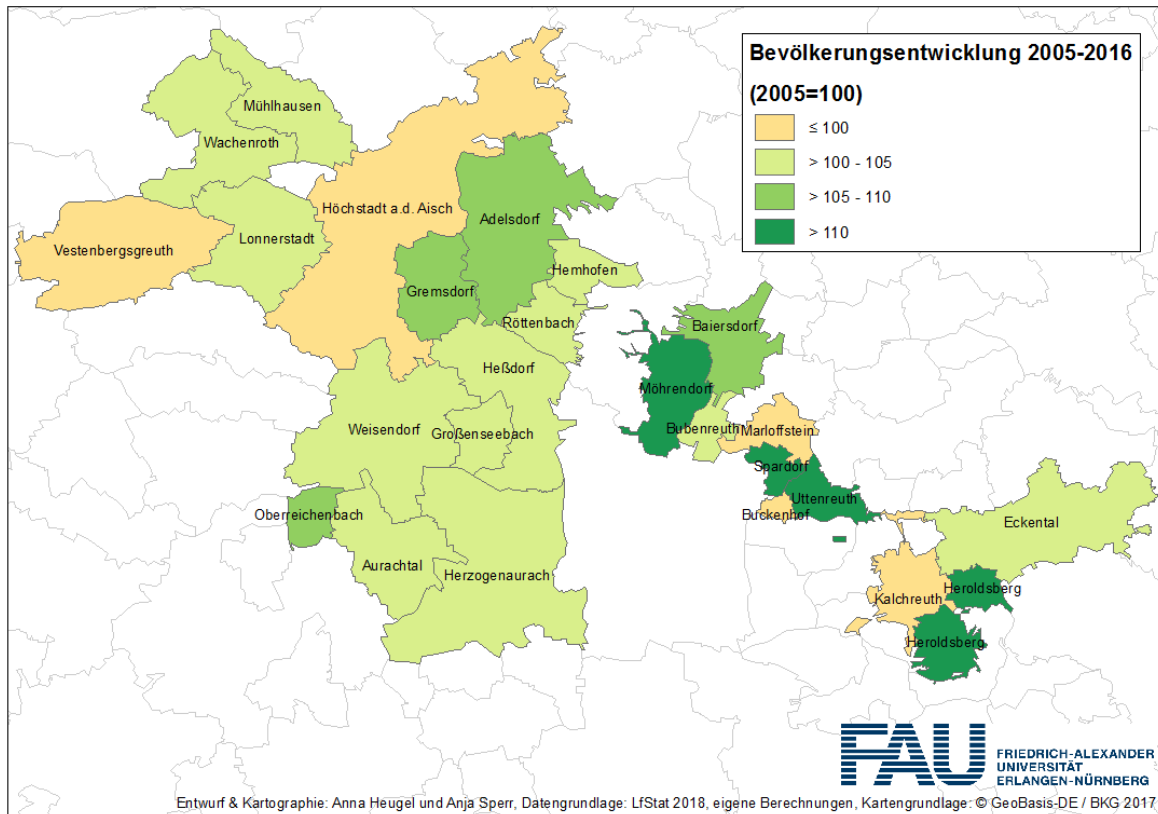 Bevölkerungsentwicklung 2005-2016
(2005=100)
≤ 100
> 100 - 105
> 105 - 110
> 110
Mühlhausen
Wachenroth
Höchstadt a.d. Aisch
Adelsdorf
Lonnerstadt
Vestenbergsgreuth
Hemhofen
Gremsdorf
Röttenbach
Baiersdorf
Heßdorf
Möhrendorf
Weisendorf
Großenseebach
Bubenreuth
Marloffstein
Spardorf
Uttenreuth
Buckenhof
Oberreichenbach
Eckental
Aurachtal
Herzogenaurach
Heroldsberg
Kalchreuth
Heroldsberg
FAU
FRIEDRICH-ALEXANDER
UNIVERSITÄT
ERLANGEN-NÜRNBERG
Entwurf & Kartographie: Anna Heugel und Anja Sperr, Datengrundlage: LfStat 2018, eigene Berechnungen, Kartengrundlage: © GeoBasis-DE / BKG 2017